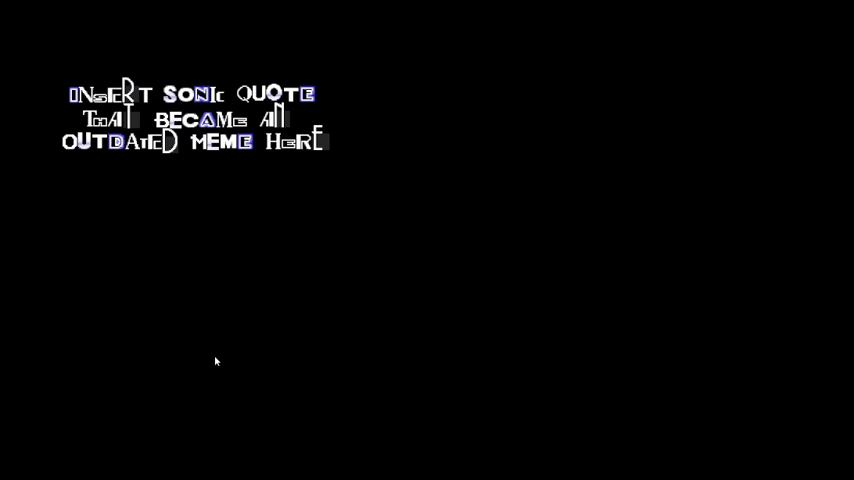 INSERT SONIC QUOTE
THAT BECAME AN
OUTDATED MEME HERE